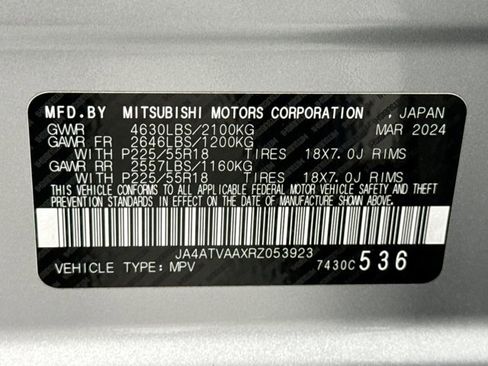 MFD.BY MITSUBISHI MOTORS CORPORATION , JAPAN
GVWR 4630LBS/2100KG MAR 2024
GAWR FR 2646LBS/1200KG
WITH P225/55R18 TIRES 18X7.0J RIMS
GAWR RR 2557LBS/1160KG
WITH P225/55R18 TIRES 18X7.0J RIMS
THIS VEHICLE CONFORMS TO ALL APPLICABLE FEDERAL MOTOR VEHICLE SAFETY AND THEFT
PREVENTION STANDARDS IN EFFECT ON THE DATE OF MANUFACTURE SHOWN ABOVE.
JA4ATVAAXRZ053923
VEHICLE TYPE:MPV 7430C 536